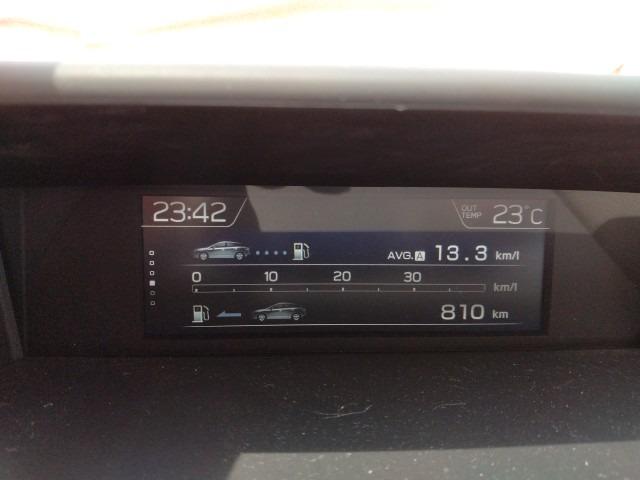 23:42
OUT TEMP 23°C
AVG. A 13.3 km/l
0 10 20 30 km/l
810 km